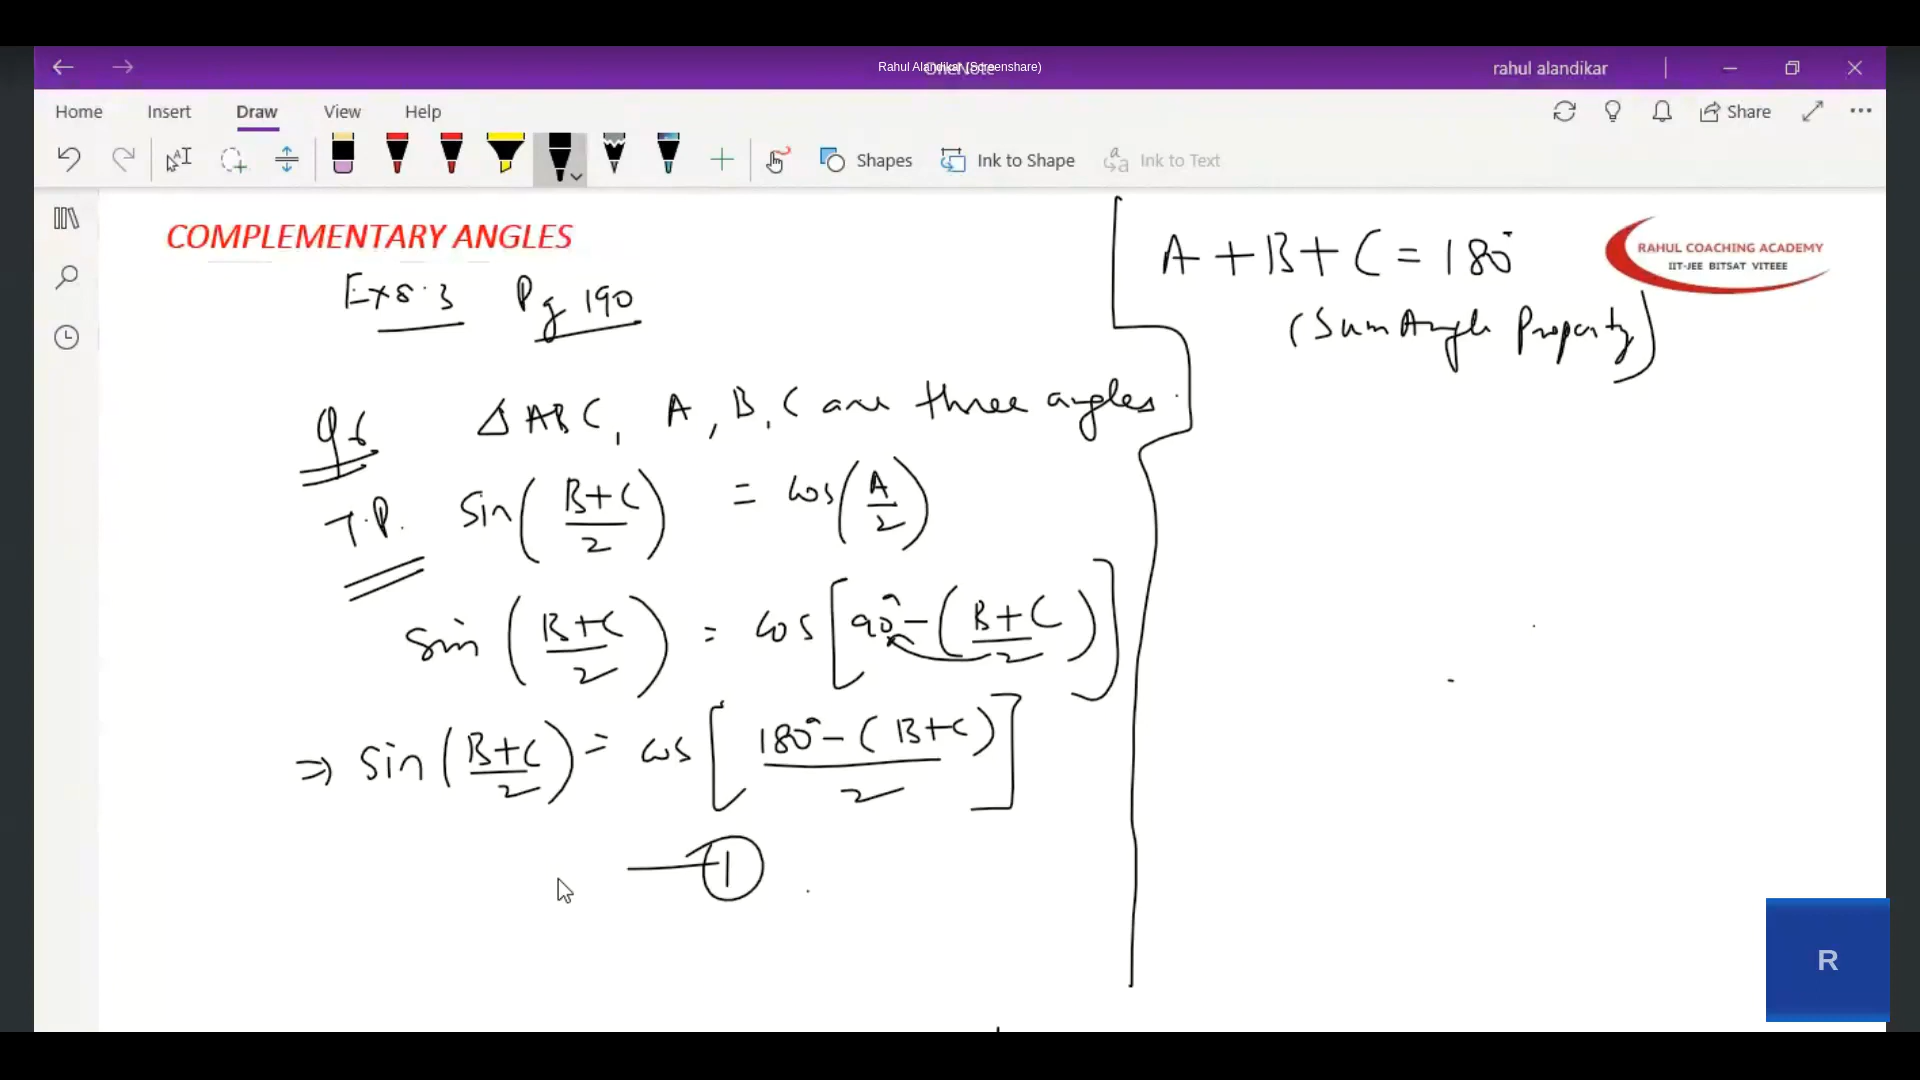 Rahul Alandikar (Screenshare)
OneNote
rahul alandikar
Home Insert Draw View Help
Share
Shapes Ink to Shape Ink to Text
COMPLEMENTARY ANGLES
Ex 8.3 Pg 190
Q6 Δ ABC, A, B, C are three angles.
T.P. Sin((B+C)/2) = cos(A/2)
Sin((B+C)/2) = cos[90° - ((B+C)/2)]
⇒ Sin((B+C)/2) = cos[(180° - (B+C))/2]
— ①
A + B + C = 180°
(Sum Angle Property)
RAHUL COACHING ACADEMY
IIT-JEE BITSAT VITEEE
R